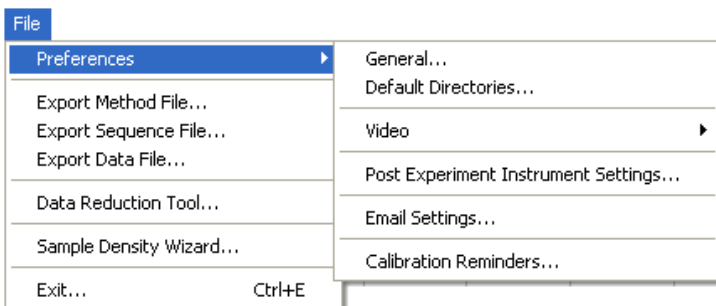 File
Preferences
Export Method File...
Export Sequence File...
Export Data File...
Data Reduction Tool...
Sample Density Wizard...
Exit... Ctrl+E
General...
Default Directories...
Video
Post Experiment Instrument Settings...
Email Settings...
Calibration Reminders...